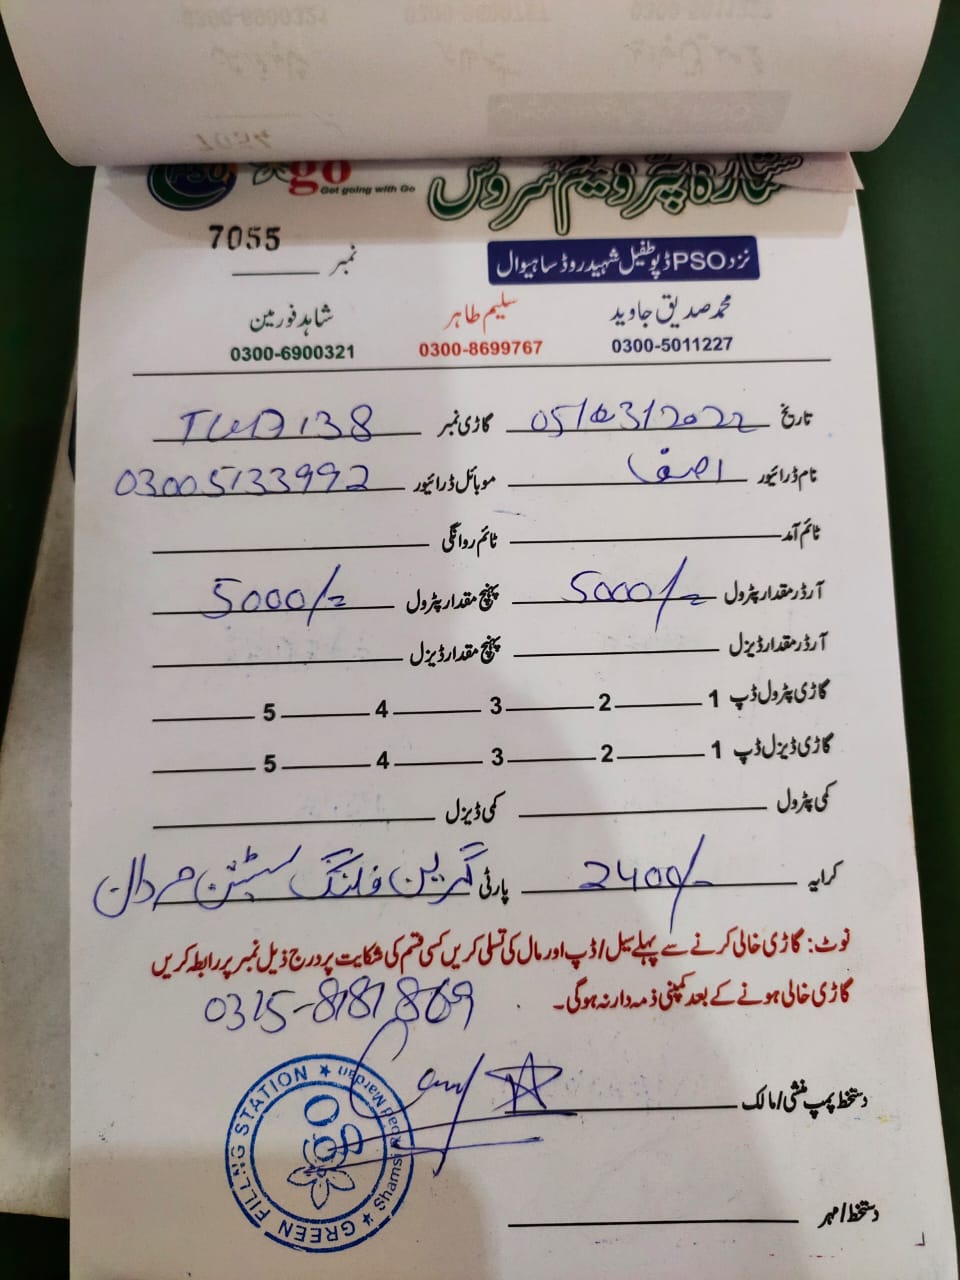 PSO go
Get going with Go
ستارہ پٹرولیم سروس
7055
نمبر
نزد PSO ڈپو طفیل شہید روڈ ساہیوال
محمد صدیق جاوید سلیم طاہر شاہد فورمین
0300-5011227 0300-8699767 0300-6900321
تاریخ 05/03/2022 گاڑی نمبر 138
نام ڈرائیور اصف موبائل ڈرائیور 03005133992
ٹائم آمد ٹائم روانگی
آرڈر مقدار پٹرول 5000/- پہنچ مقدار پٹرول 5000/-
آرڈر مقدار ڈیزل پہنچ مقدار ڈیزل
گاڑی پٹرول ڈپ 1 2 3 4 5
گاڑی ڈیزل ڈپ 1 2 3 4 5
کمی پٹرول کمی ڈیزل
کرایہ 2400/- پارٹی گرین فلنگ سٹیشن مردان
نوٹ: گاڑی خالی کرنے سے پہلے سیل/ڈپ اور مال کی تسلی کریں کسی قسم کی شکایت پر درج ذیل نمبر پر رابطہ کریں
گاڑی خالی ہونے کے بعد کمپنی ذمہ دار نہ ہوگی۔
0315-8181869
دستخط پمپ منشی/مالک
GREEN FILLNG STATION
Shamsi Road Mardan
GO
دستخط/مہر